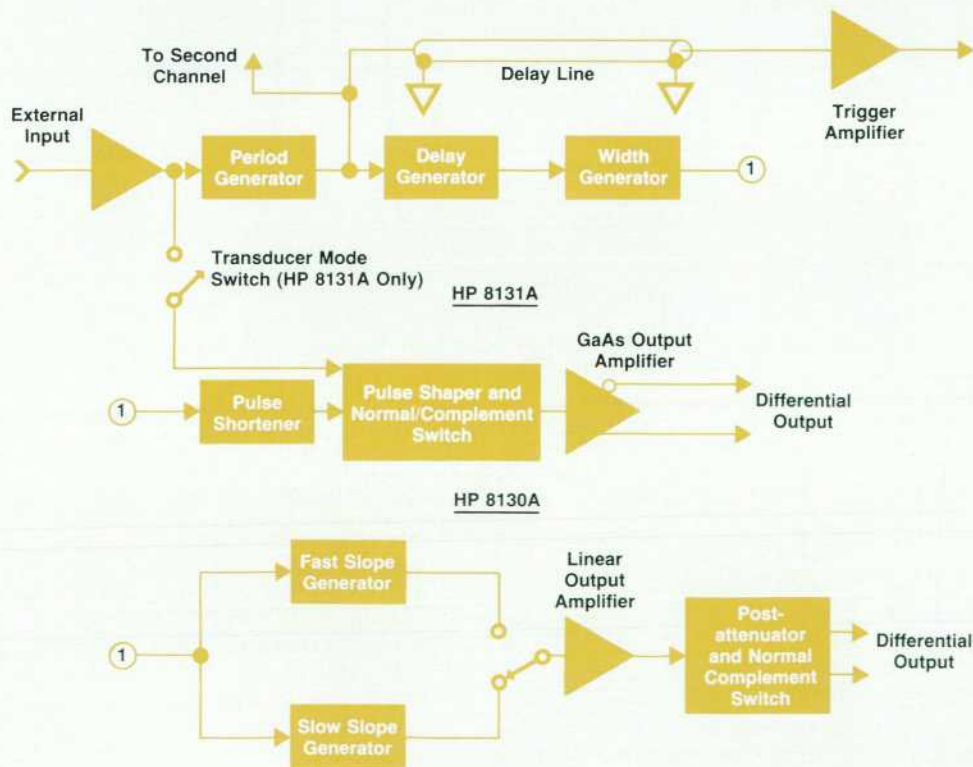 To Second
Channel
Delay Line
External
Input
Trigger
Amplifier
Period
Generator
Delay
Generator
Width
Generator
1
Transducer Mode
Switch (HP 8131A Only)
HP 8131A
GaAs Output
Amplifier
1
Pulse
Shortener
Pulse Shaper and
Normal/Complement
Switch
Differential
Output
HP 8130A
Fast Slope
Generator
Linear
Output
Amplifier
1
Post-
attenuator
and Normal
Complement
Switch
Differential
Output
Slow Slope
Generator